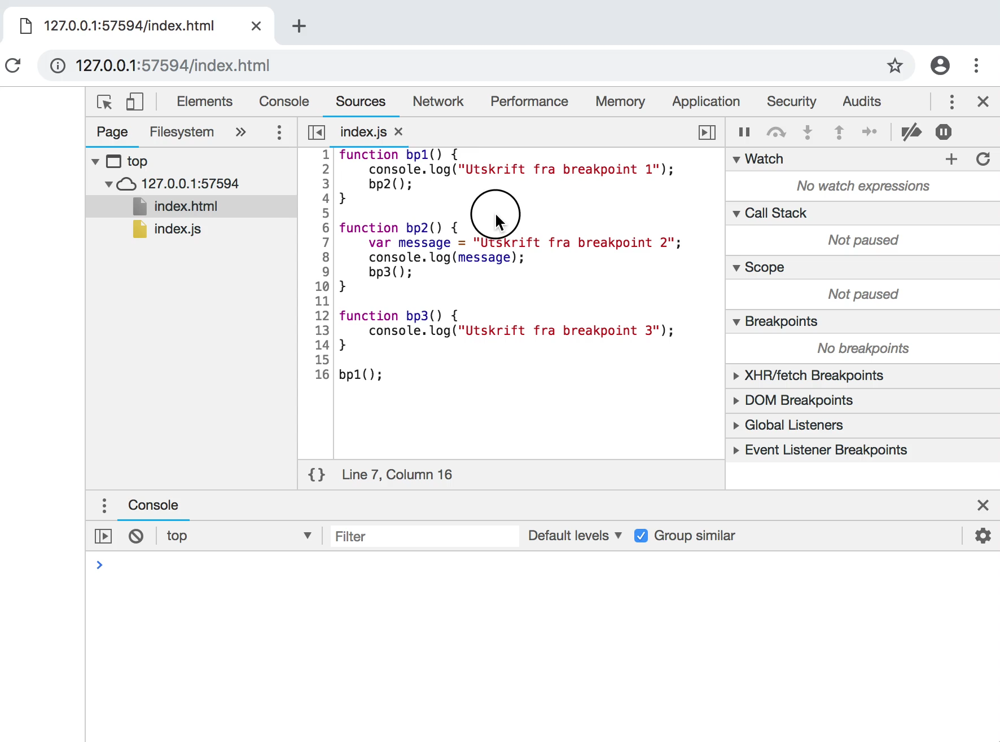 127.0.0.1:57594/index.html
127.0.0.1:57594/index.html
Elements Console Sources Network Performance Memory Application Security Audits
Page Filesystem »
index.js
top
127.0.0.1:57594
index.html
index.js
1 function bp1() {
2 console.log("Utskrift fra breakpoint 1");
3 bp2();
4 }
5
6 function bp2() {
7 var message = "Utskrift fra breakpoint 2";
8 console.log(message);
9 bp3();
10 }
11
12 function bp3() {
13 console.log("Utskrift fra breakpoint 3");
14 }
15
16 bp1();
{} Line 7, Column 16
Watch
No watch expressions
Call Stack
Not paused
Scope
Not paused
Breakpoints
No breakpoints
XHR/fetch Breakpoints
DOM Breakpoints
Global Listeners
Event Listener Breakpoints
Console
top Filter Default levels Group similar